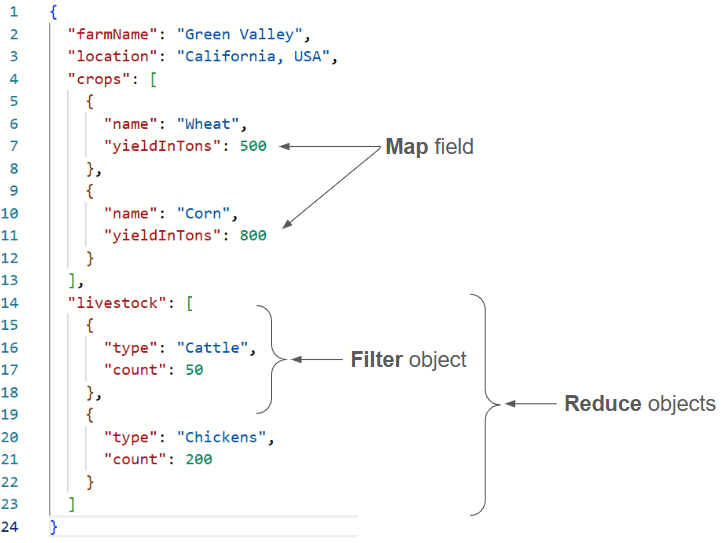 1 {
2 "farmName": "Green Valley",
3 "location": "California, USA",
4 "crops": [
5 {
6 "name": "Wheat",
7 "yieldInTons": 500
8 },
9 {
10 "name": "Corn",
11 "yieldInTons": 800
12 }
13 ],
14 "livestock": [
15 {
16 "type": "Cattle",
17 "count": 50
18 },
19 {
20 "type": "Chickens",
21 "count": 200
22 }
23 ]
24 }
Map field
Filter object
Reduce objects